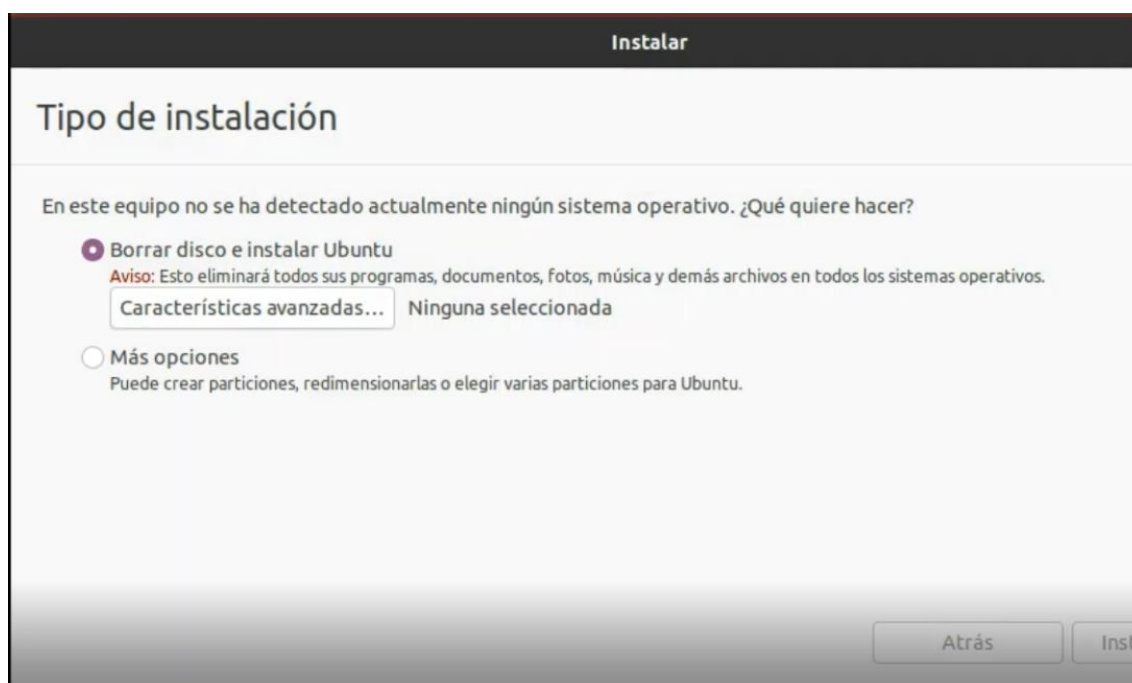 Instalar
Tipo de instalación
En este equipo no se ha detectado actualmente ningún sistema operativo. ¿Qué quiere hacer?
Borrar disco e instalar Ubuntu
Aviso: Esto eliminará todos sus programas, documentos, fotos, música y demás archivos en todos los sistemas operativos.
Características avanzadas... Ninguna seleccionada
Más opciones
Puede crear particiones, redimensionarlas o elegir varias particiones para Ubuntu.
Atrás